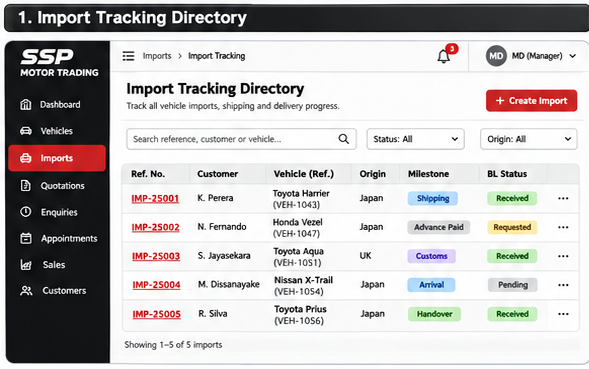 1. Import Tracking Directory
SSP
MOTOR TRADING
Dashboard
Vehicles
Imports
Quotations
Enquiries
Appointments
Sales
Customers
Imports > Import Tracking
3
MD
MD (Manager)
Import Tracking Directory
Track all vehicle imports, shipping and delivery progress.
+ Create Import
Search reference, customer or vehicle...
Status: All
Origin: All
Ref. No. Customer Vehicle (Ref.) Origin Milestone BL Status
IMP-25001 K. Perera Toyota Harrier (VEH-1043) Japan Shipping Received ...
IMP-25002 N. Fernando Honda Vezel (VEH-1047) Japan Advance Paid Requested ...
IMP-25003 S. Jayasekara Toyota Aqua (VEH-1051) UK Customs Received ...
IMP-25004 M. Dissanayake Nissan X-Trail (VEH-1054) Japan Arrival Pending ...
IMP-25005 R. Silva Toyota Prius (VEH-1056) Japan Handover Received ...
Showing 1–5 of 5 imports